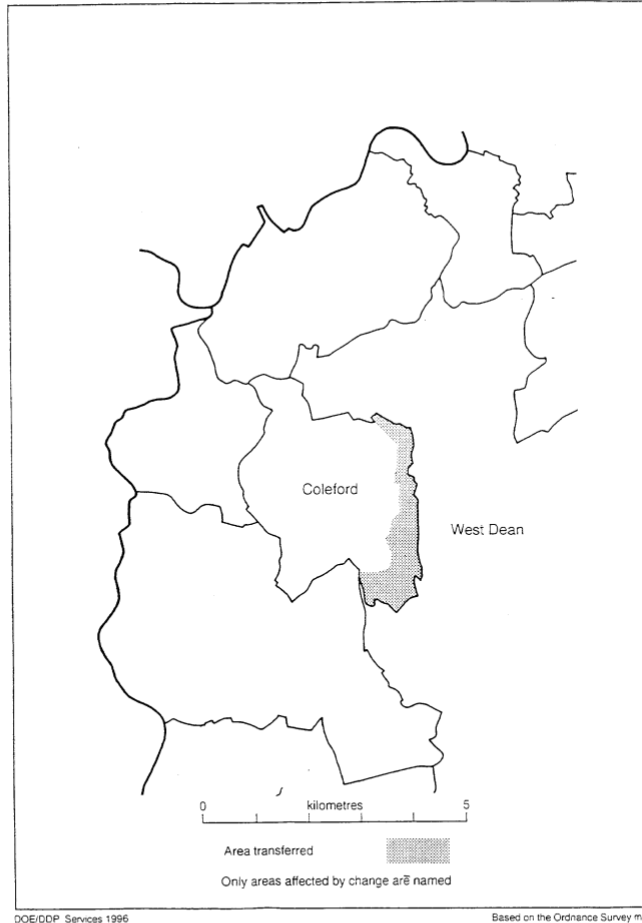 Coleford
West Dean
0 kilometres 5
Area transferred
Only areas affected by change are named
DOE/DDP Services 1996 Based on the Ordnance Survey m